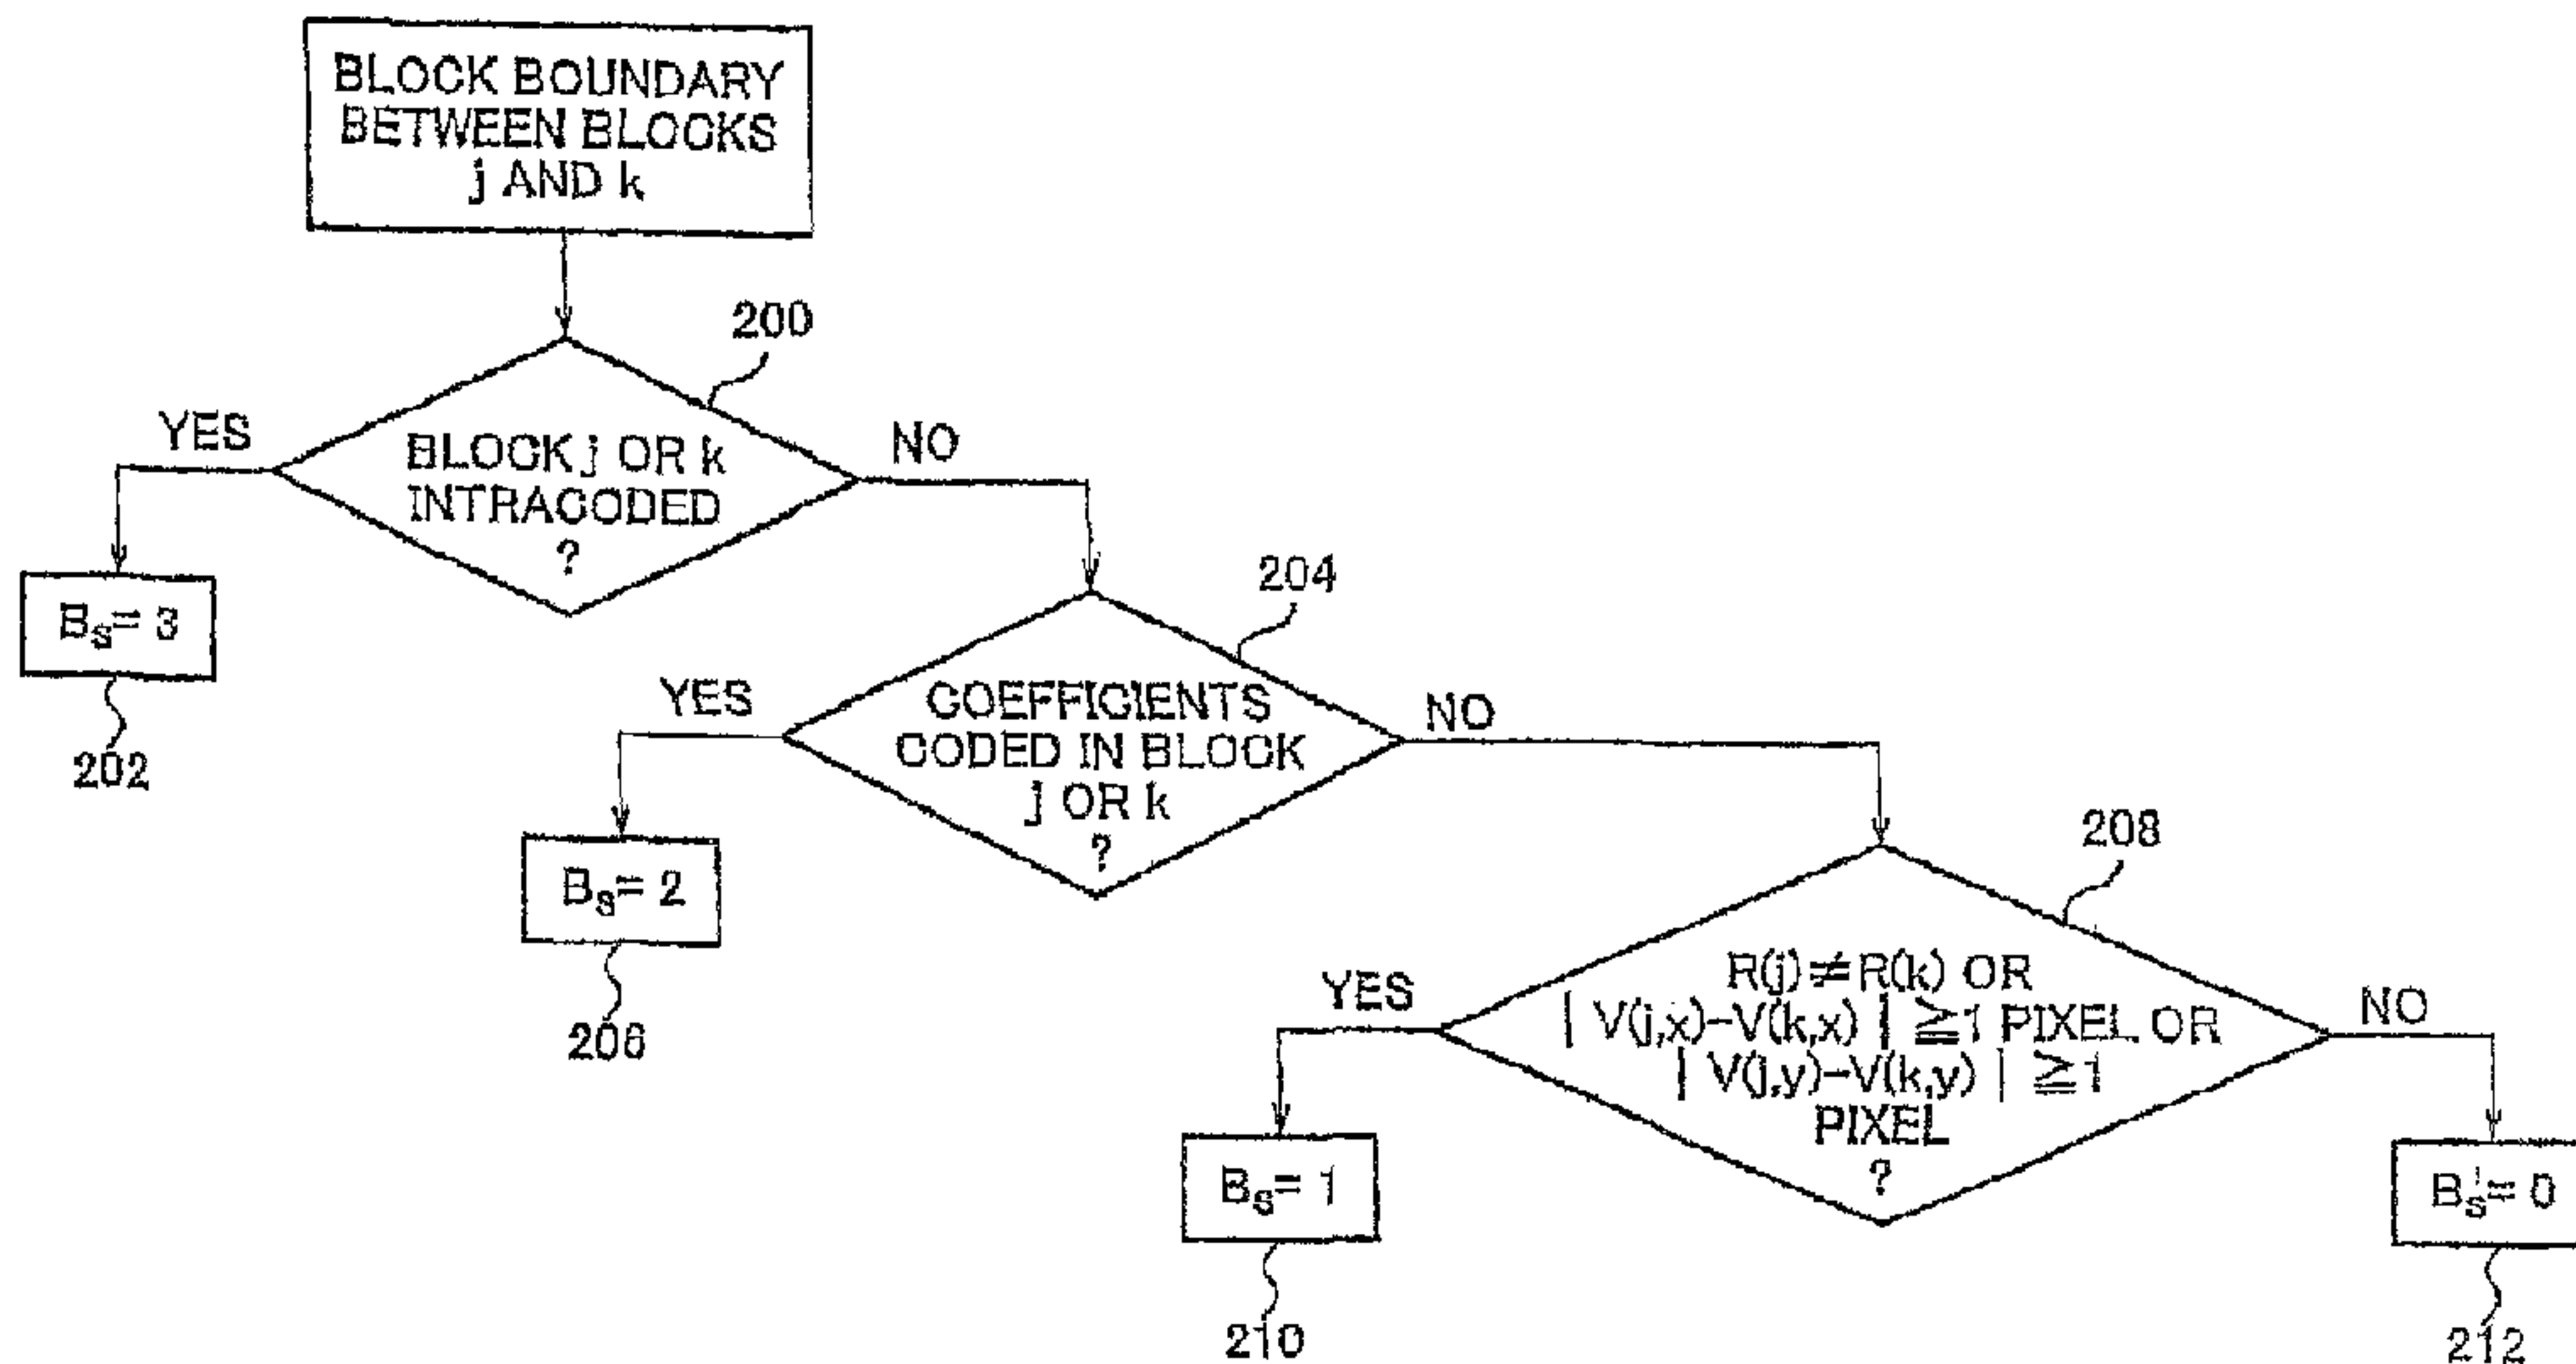 BLOCK BOUNDARY
BETWEEN BLOCKS
j AND k
200
YES
NO
BLOCK j OR k
INTRACODED
?
Bs= 3
202
204
YES
NO
COEFFICIENTS
CODED IN BLOCK
j OR k
?
Bs= 2
206
208
YES
NO
R(j)≠R(k) OR
| V(j,x)-V(k,x) | ≧1 PIXEL OR
| V(j,y)-V(k,y) | ≧1
PIXEL
?
Bs= 1
210
Bs= 0
212